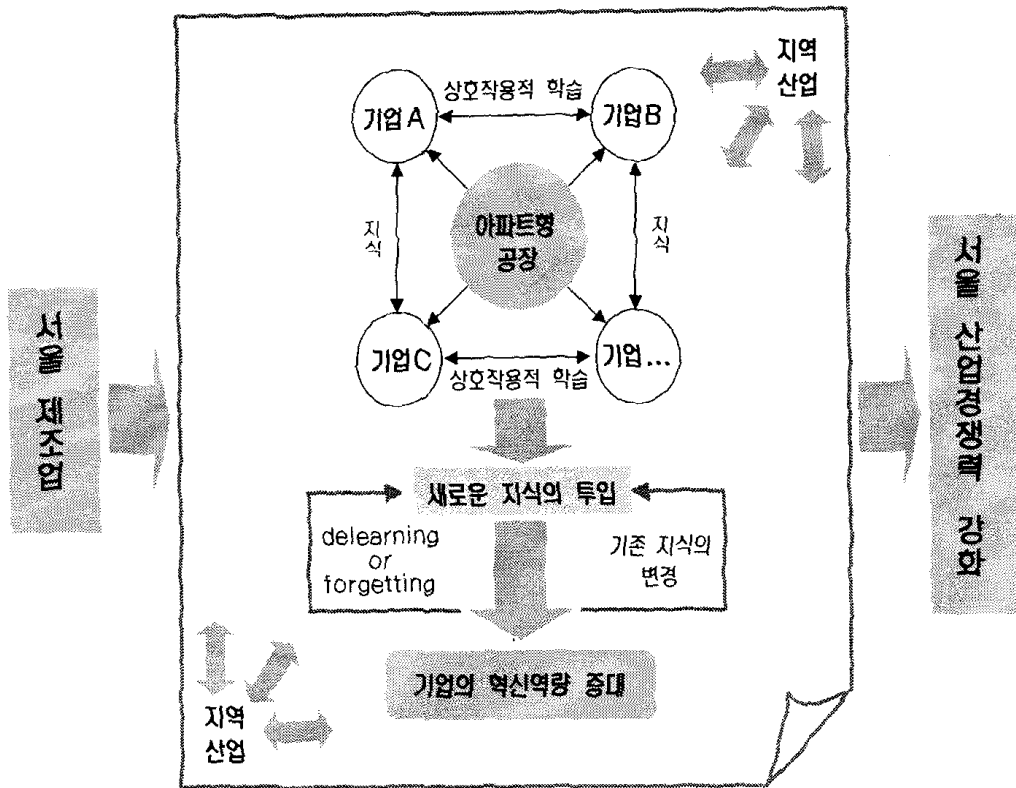 지역
산업
상호작용적 학습
기업A
기업B
지식
아파트형
공장
지식
기업C
기업...
상호작용적 학습
서울 제조업
서울 산업경쟁력 강화
새로운 지식의 투입
delearning
or
forgetting
기존 지식의
변경
기업의 혁신역량 증대
지역
산업